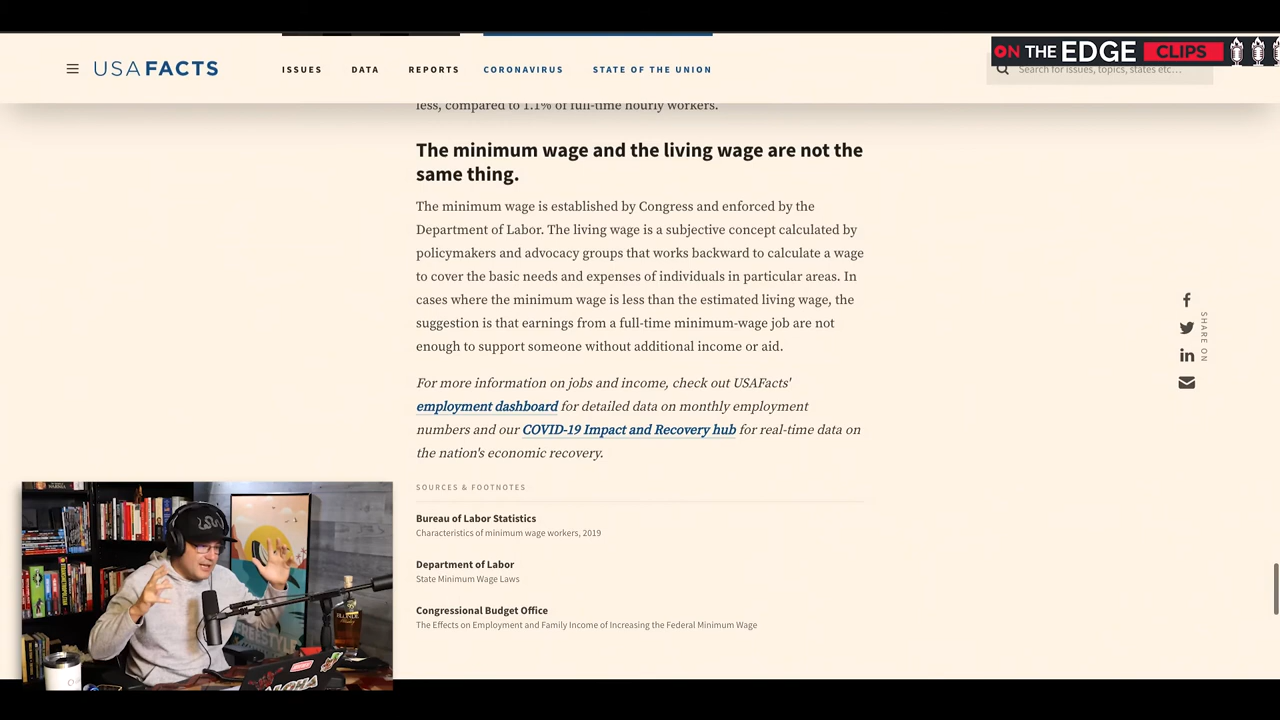 USAFACTS
ISSUES
DATA
REPORTS
CORONAVIRUS
STATE OF THE UNION
ON THE EDGE CLIPS
Search for issues, topics, states etc...
less, compared to 1.1% of full-time hourly workers.
The minimum wage and the living wage are not the
same thing.
The minimum wage is established by Congress and enforced by the
Department of Labor. The living wage is a subjective concept calculated by
policymakers and advocacy groups that works backward to calculate a wage
to cover the basic needs and expenses of individuals in particular areas. In
cases where the minimum wage is less than the estimated living wage, the
suggestion is that earnings from a full-time minimum-wage job are not
enough to support someone without additional income or aid.
SHARE ON
For more information on jobs and income, check out USAFacts'
employment dashboard for detailed data on monthly employment
numbers and our COVID-19 Impact and Recovery hub for real-time data on
the nation's economic recovery.
SOURCES & FOOTNOTES
Bureau of Labor Statistics
Characteristics of minimum wage workers, 2019
Department of Labor
State Minimum Wage Laws
Congressional Budget Office
The Effects on Employment and Family Income of Increasing the Federal Minimum Wage
ALOHA